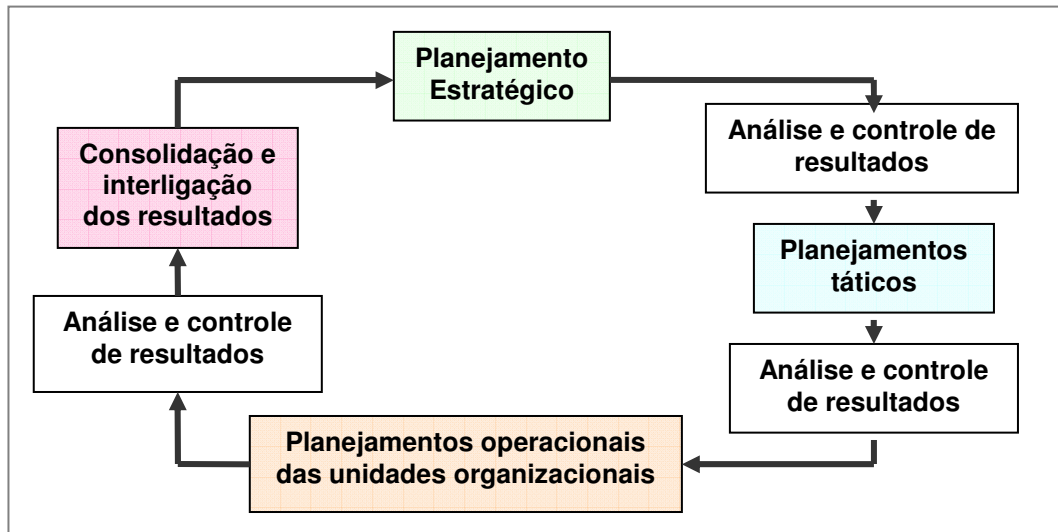 Planejamento
Estratégico
Análise e controle de
resultados
Planejamentos
táticos
Análise e controle
de resultados
Planejamentos operacionais
das unidades organizacionais
Análise e controle
de resultados
Consolidação e
interligação
dos resultados